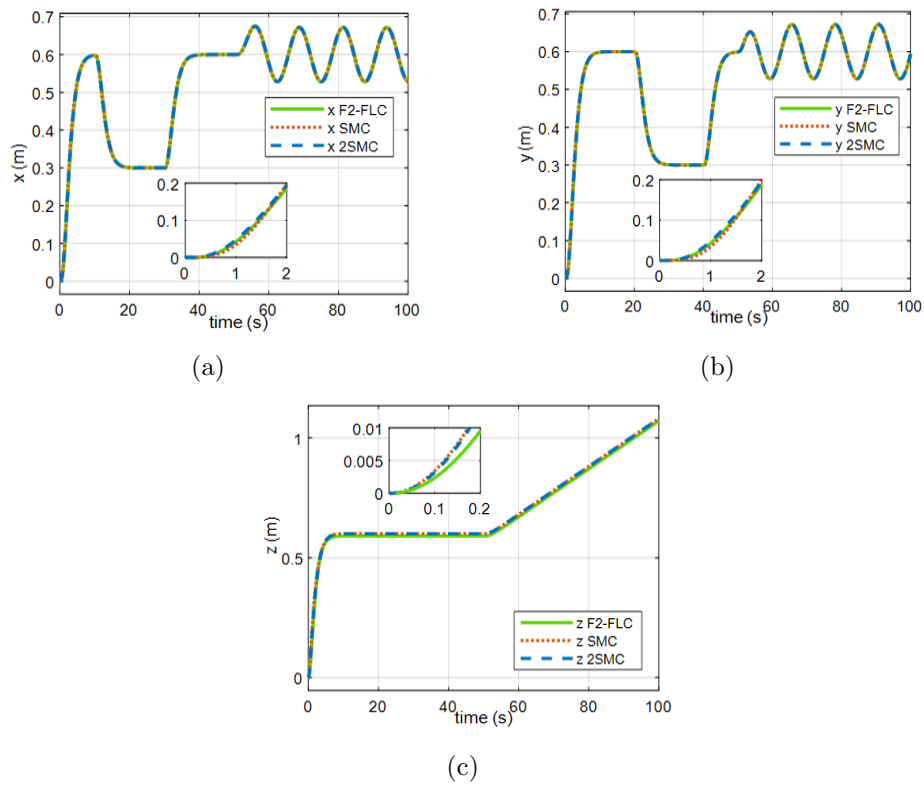 0.7
0.6
0.5
0.4
0.3
0.2
0.1
0
x (m)
x F2-FLC
x SMC
x 2SMC
0.2
0.1
0
0 1 2
0 20 40 60 80 100
time (s)
(a)
0.7
0.6
0.5
0.4
0.3
0.2
0.1
0
y (m)
y F2-FLC
y SMC
y 2SMC
0.2
0.1
0
0 1 2
0 20 40 60 80 100
time (s)
(b)
1
0.5
0
z (m)
0.01
0.005
0
0 0.1 0.2
z F2-FLC
z SMC
z 2SMC
0 20 40 60 80 100
time (s)
(c)